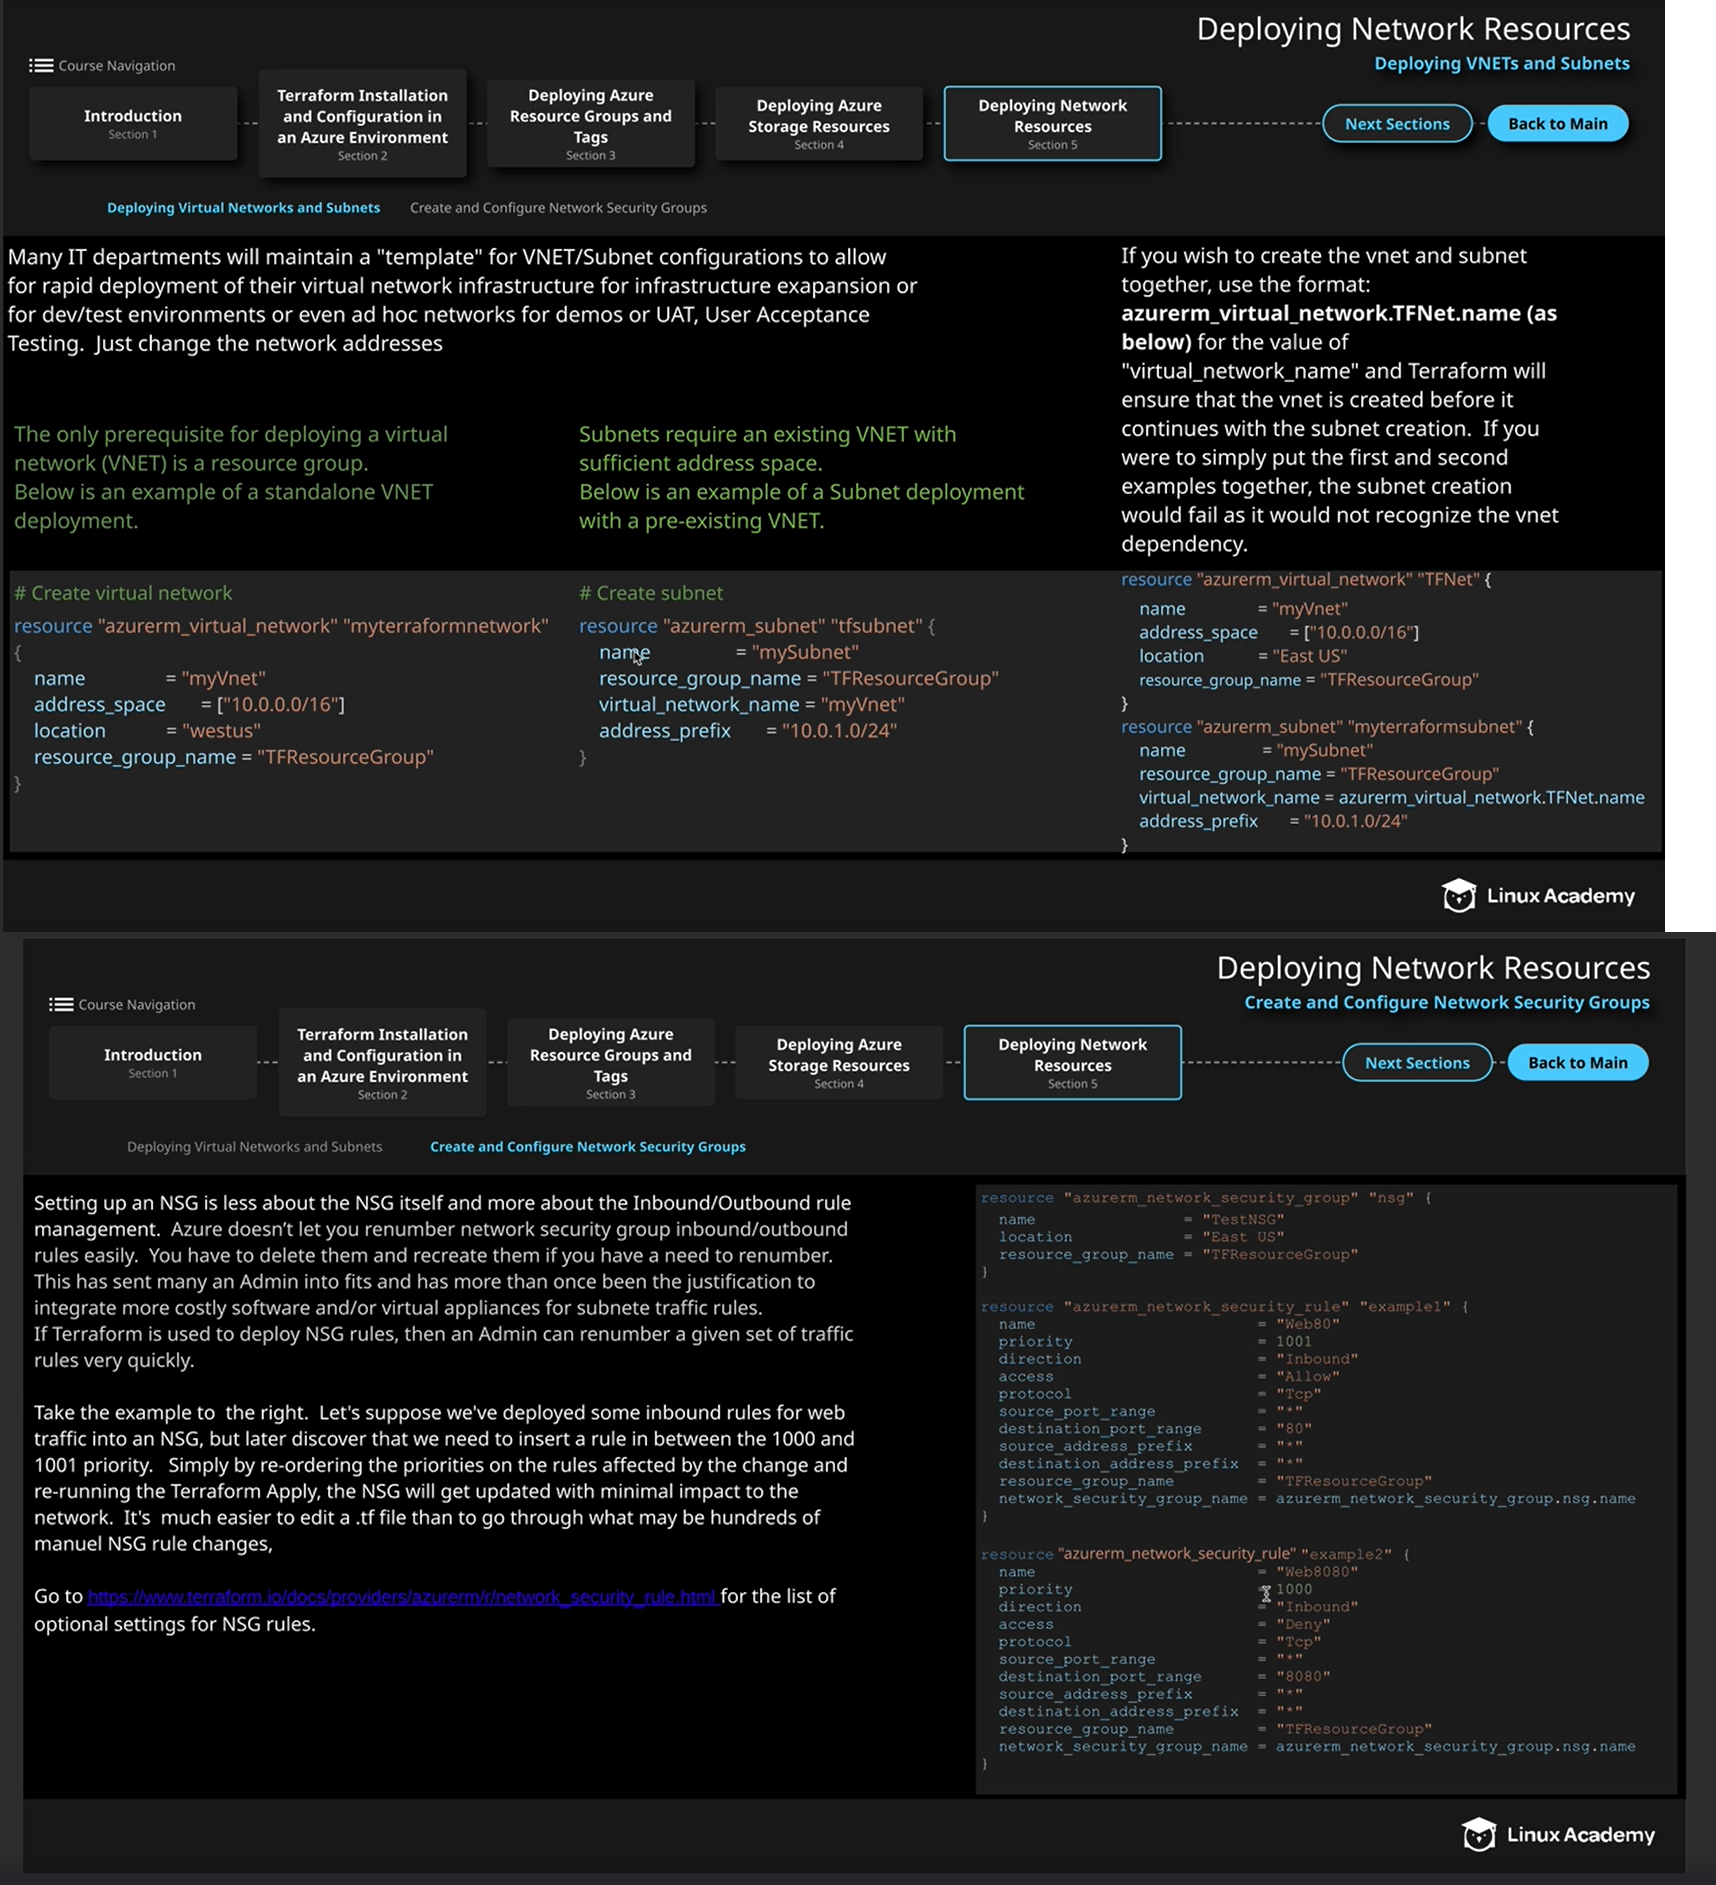 Deploying Network Resources
Deploying VNETs and Subnets
Course Navigation
Introduction
Section 1
Terraform Installation
and Configuration in
an Azure Environment
Section 2
Deploying Azure
Resource Groups and
Tags
Section 3
Deploying Azure
Storage Resources
Section 4
Deploying Network
Resources
Section 5
Next Sections
Back to Main
Deploying Virtual Networks and Subnets
Create and Configure Network Security Groups
Many IT departments will maintain a "template" for VNET/Subnet configurations to allow
for rapid deployment of their virtual network infrastructure for infrastructure exapansion or
for dev/test environments or even ad hoc networks for demos or UAT, User Acceptance
Testing.  Just change the network addresses
The only prerequisite for deploying a virtual
network (VNET) is a resource group.
Below is an example of a standalone VNET
deployment.
# Create virtual network
resource "azurerm_virtual_network" "myterraformnetwork"
{
name = "myVnet"
address_space = ["10.0.0.0/16"]
location = "westus"
resource_group_name = "TFResourceGroup"
}
Subnets require an existing VNET with
sufficient address space.
Below is an example of a Subnet deployment
with a pre-existing VNET.
# Create subnet
resource "azurerm_subnet" "tfsubnet" {
name = "mySubnet"
resource_group_name = "TFResourceGroup"
virtual_network_name = "myVnet"
address_prefix = "10.0.1.0/24"
}
If you wish to create the vnet and subnet
together, use the format:
azurerm_virtual_network.TFNet.name (as
below) for the value of
"virtual_network_name" and Terraform will
ensure that the vnet is created before it
continues with the subnet creation.  If you
were to simply put the first and second
examples together, the subnet creation
would fail as it would not recognize the vnet
dependency.
resource "azurerm_virtual_network" "TFNet" {
name = "myVnet"
address_space = ["10.0.0.0/16"]
location = "East US"
resource_group_name = "TFResourceGroup"
}
resource "azurerm_subnet" "myterraformsubnet" {
name = "mySubnet"
resource_group_name = "TFResourceGroup"
virtual_network_name = azurerm_virtual_network.TFNet.name
address_prefix = "10.0.1.0/24"
}
Linux Academy
Deploying Network Resources
Create and Configure Network Security Groups
Course Navigation
Introduction
Section 1
Terraform Installation
and Configuration in
an Azure Environment
Section 2
Deploying Azure
Resource Groups and
Tags
Section 3
Deploying Azure
Storage Resources
Section 4
Deploying Network
Resources
Section 5
Next Sections
Back to Main
Deploying Virtual Networks and Subnets
Create and Configure Network Security Groups
Setting up an NSG is less about the NSG itself and more about the Inbound/Outbound rule
management.  Azure doesn't let you renumber network security group inbound/outbound
rules easily.  You have to delete them and recreate them if you have a need to renumber.
This has sent many an Admin into fits and has more than once been the justification to
integrate more costly software and/or virtual appliances for subnete traffic rules.
If Terraform is used to deploy NSG rules, then an Admin can renumber a given set of traffic
rules very quickly.
Take the example to  the right.  Let's suppose we've deployed some inbound rules for web
traffic into an NSG, but later discover that we need to insert a rule in between the 1000 and
1001 priority.   Simply by re-ordering the priorities on the rules affected by the change and
re-running the Terraform Apply, the NSG will get updated with minimal impact to the
network.  It's  much easier to edit a .tf file than to go through what may be hundreds of
manuel NSG rule changes,
Go to https://www.terraform.io/docs/providers/azurerm/r/network_security_rule.html for the list of
optional settings for NSG rules.
resource "azurerm_network_security_group" "nsg" {
name = "TestNSG"
location = "East US"
resource_group_name = "TFResourceGroup"
}
resource "azurerm_network_security_rule" "example1" {
name = "Web80"
priority = 1001
direction = "Inbound"
access = "Allow"
protocol = "Tcp"
source_port_range = "*"
destination_port_range = "80"
source_address_prefix = "*"
destination_address_prefix = "*"
resource_group_name = "TFResourceGroup"
network_security_group_name = azurerm_network_security_group.nsg.name
}
resource "azurerm_network_security_rule" "example2" {
name = "Web8080"
priority = 1000
direction = "Inbound"
access = "Deny"
protocol = "Tcp"
source_port_range = "*"
destination_port_range = "8080"
source_address_prefix = "*"
destination_address_prefix = "*"
resource_group_name = "TFResourceGroup"
network_security_group_name = azurerm_network_security_group.nsg.name
}
Linux Academy